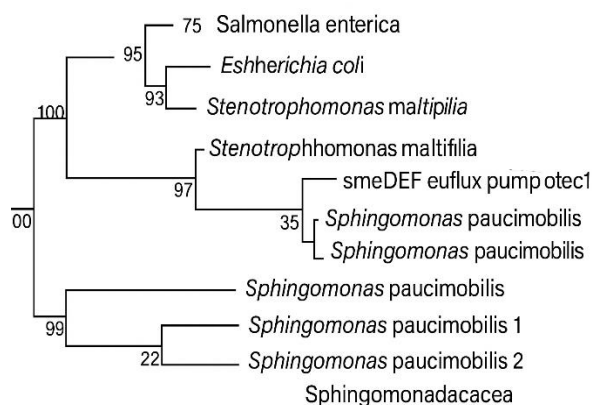 75 Salmonella enterica
95
Eshherichia coli
93
Stenotrophomonas maltipilia
100
Stenotrophhomonas maltifilia
97
smeDEF euflux pump otec1
35
Sphingomonas paucimobilis
00
Sphingomonas paucimobilis
Sphingomonas paucimobilis
99
Sphingomonas paucimobilis 1
22
Sphingomonas paucimobilis 2
Sphingomonadacacea